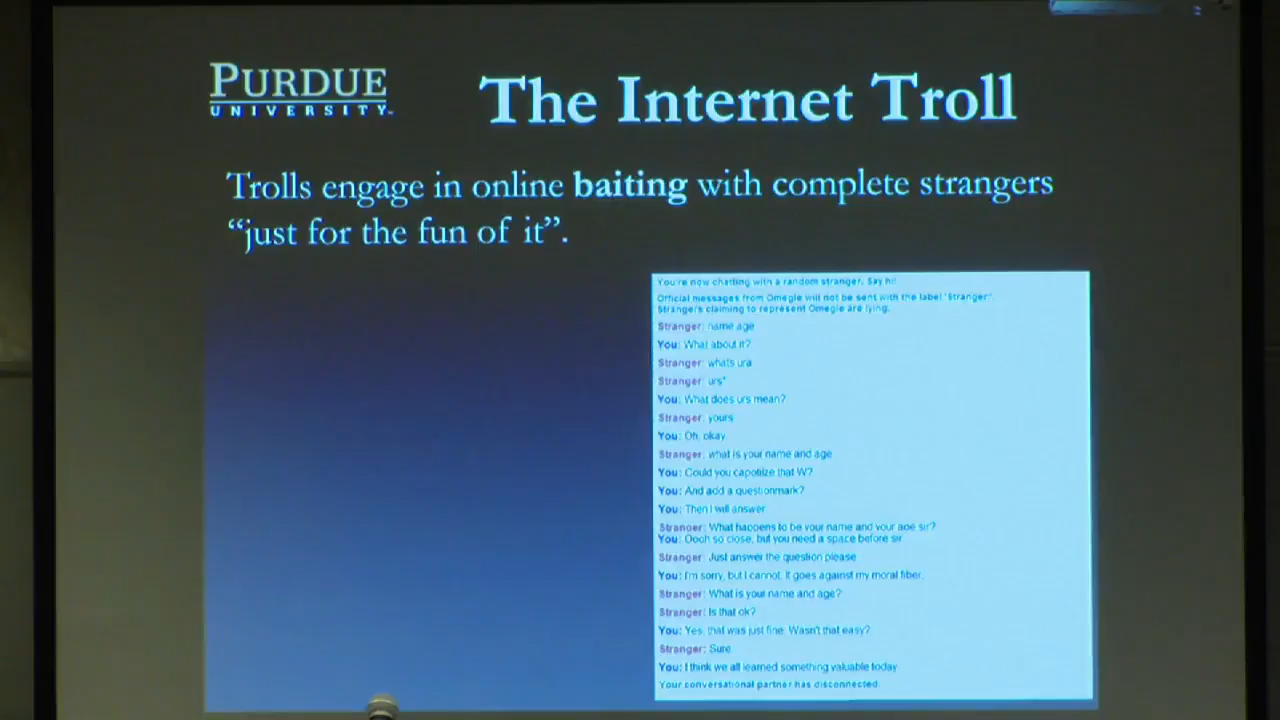 PURDUE
UNIVERSITY
The Internet Troll
Trolls engage in online baiting with complete strangers
“just for the fun of it”.
You're now chatting with a random stranger. Say hi!
Official messages from Omegle will not be sent with the label 'Stranger'.
Strangers claiming to represent Omegle are lying.
Stranger: name age
You: What about it?
Stranger: whats ura
Stranger: urs*
You: What does urs mean?
Stranger: yours
You: Oh, okay
Stranger: what is your name and age
You: Could you capotilize that W?
You: And add a questionmark?
You: Then I will answer
Stranger: What happens to be your name and your age sir?
You: Oooh so close, but you need a space before sir
Stranger: Just answer the question please
You: I'm sorry, but I cannot. It goes against my moral fiber.
Stranger: What is your name and age?
Stranger: Is that ok?
You: Yes, that was just fine. Wasn't that easy?
Stranger: Sure
You: I think we all learned something valuable today
Your conversational partner has disconnected.